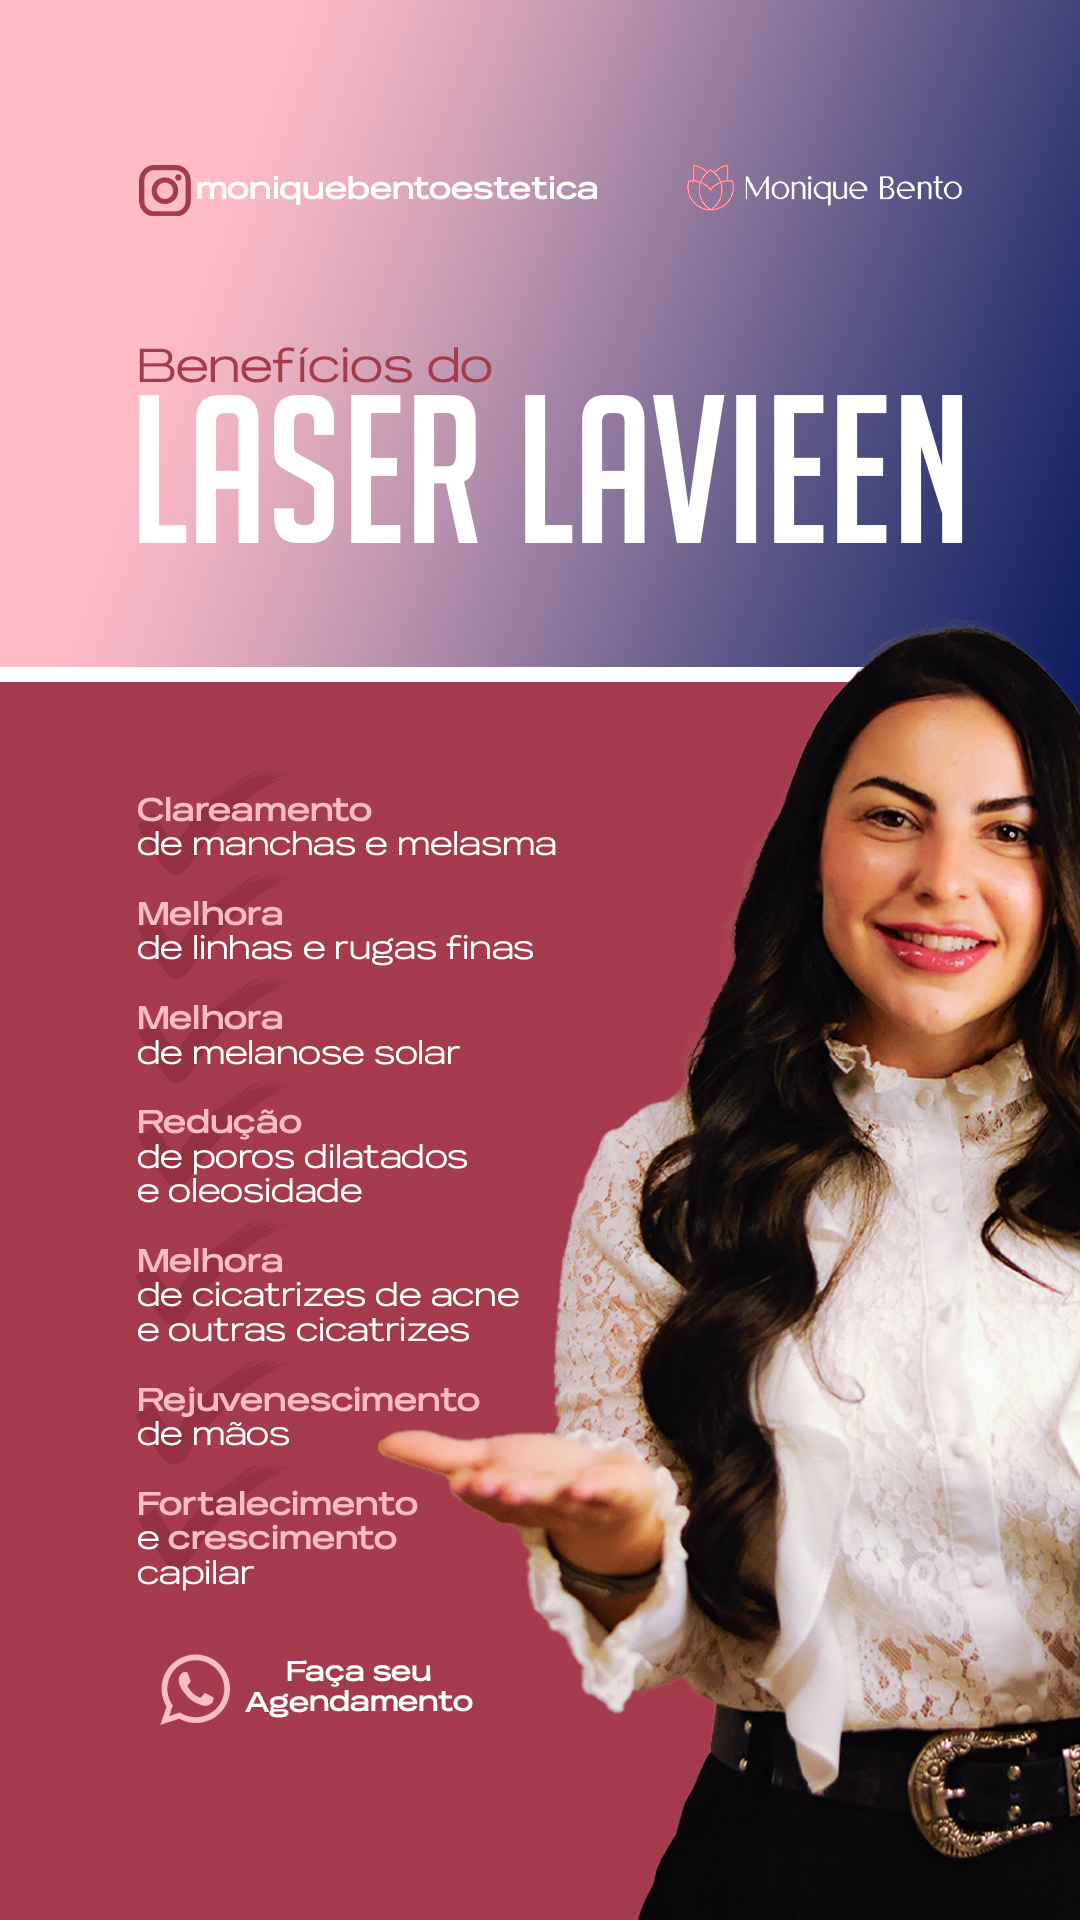 moniquebentoestetica
Monique Bento
Benefícios do
LASER LAVIEEN
Clareamento
de manchas e melasma
Melhora
de linhas e rugas finas
Melhora
de melanose solar
Redução
de poros dilatados
e oleosidade
Melhora
de cicatrizes de acne
e outras cicatrizes
Rejuvenescimento
de mãos
Fortalecimento
e crescimento
capilar
Faça seu
Agendamento